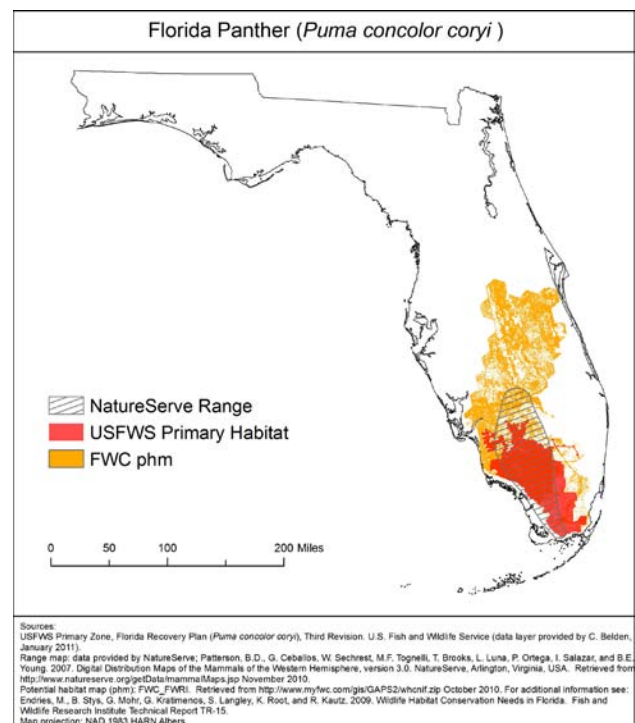 Florida Panther (Puma concolor coryi )
NatureServe Range
USFWS Primary Habitat
FWC phm
0 50 100 200 Miles
Sources:
USFWS Primary Zone, Florida Recovery Plan (Puma concolor coryi), Third Revision. U.S. Fish and Wildlife Service (data layer provided by C. Belden,
January 2011).
Range map: data provided by NatureServe; Patterson, B.D., G. Ceballos, W. Sechrest, M.F. Tognelli, T. Brooks, L. Luna, P. Ortega, I. Salazar, and B.E.
Young. 2007. Digital Distribution Maps of the Mammals of the Western Hemisphere, version 3.0. NatureServe, Arlington, Virginia, USA. Retrieved from
http://www.natureserve.org/getData/mammalMaps.jsp November 2010.
Potential habitat map (phm): FWC_FWRI. Retrieved from http://www.myfwc.com/gis/GAPS2/whcnif.zip October 2010. For additional information see:
Endries, M., B. Stys, G. Mohr, G. Kratimenos, S. Langley, K. Root, and R. Kautz. 2009. Wildlife Habitat Conservation Needs in Florida. Fish and
Wildlife Research Institute Technical Report TR-15.
Map projection: NAD 1983 HARN Albers